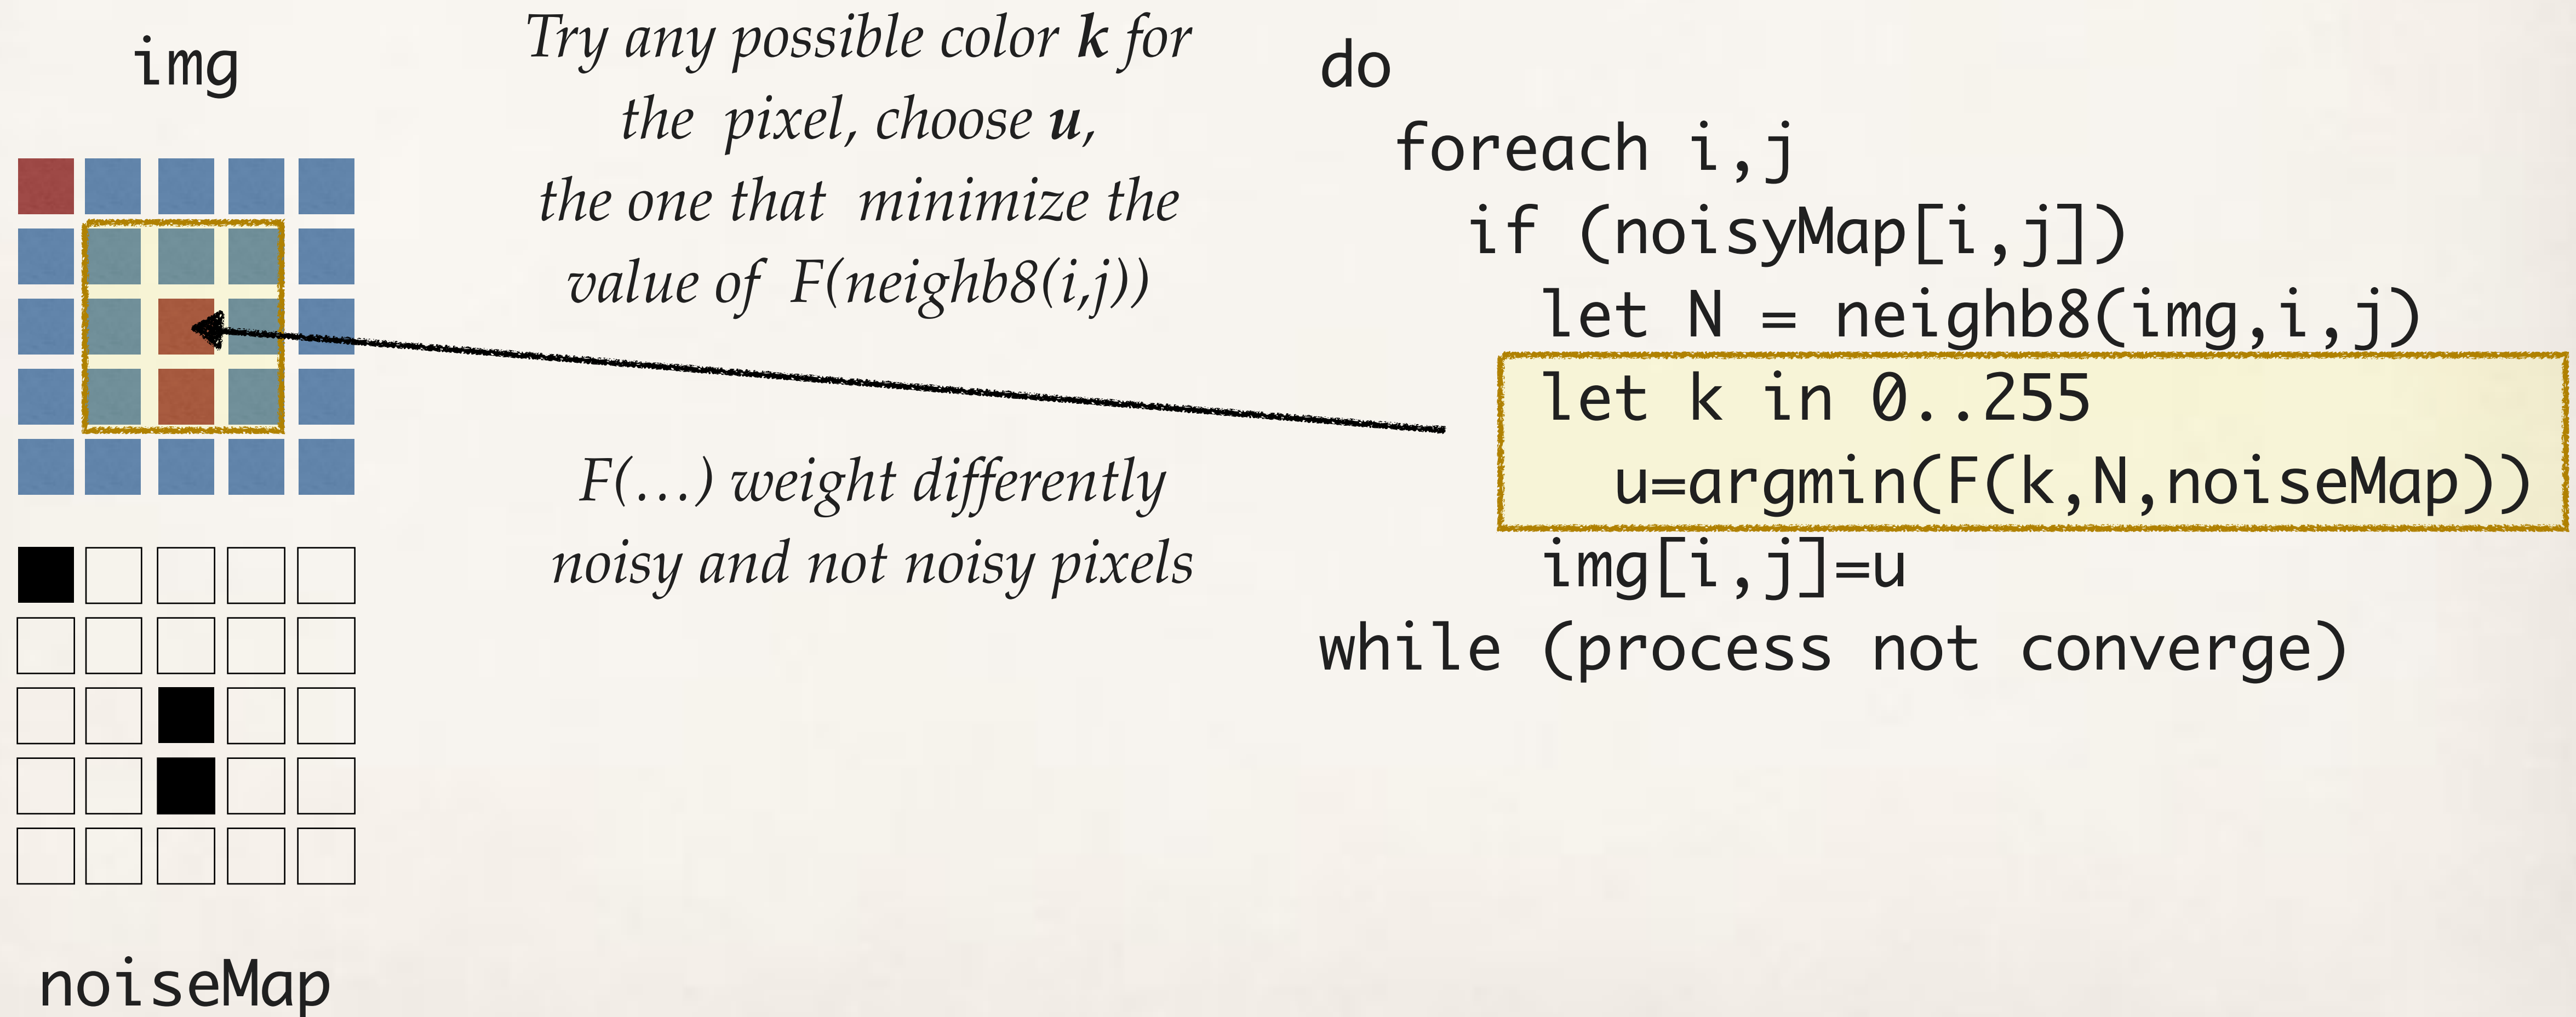 img
Try any possible color k for
the pixel, choose u,
the one that minimize the
value of F(neighb8(i,j))
F(...) weight differently
noisy and not noisy pixels
do
foreach i,j
if (noisyMap[i,j])
let N = neighb8(img,i,j)
let k in 0..255
u=argmin(F(k,N,noiseMap))
img[i,j]=u
while (process not converge)
noiseMap